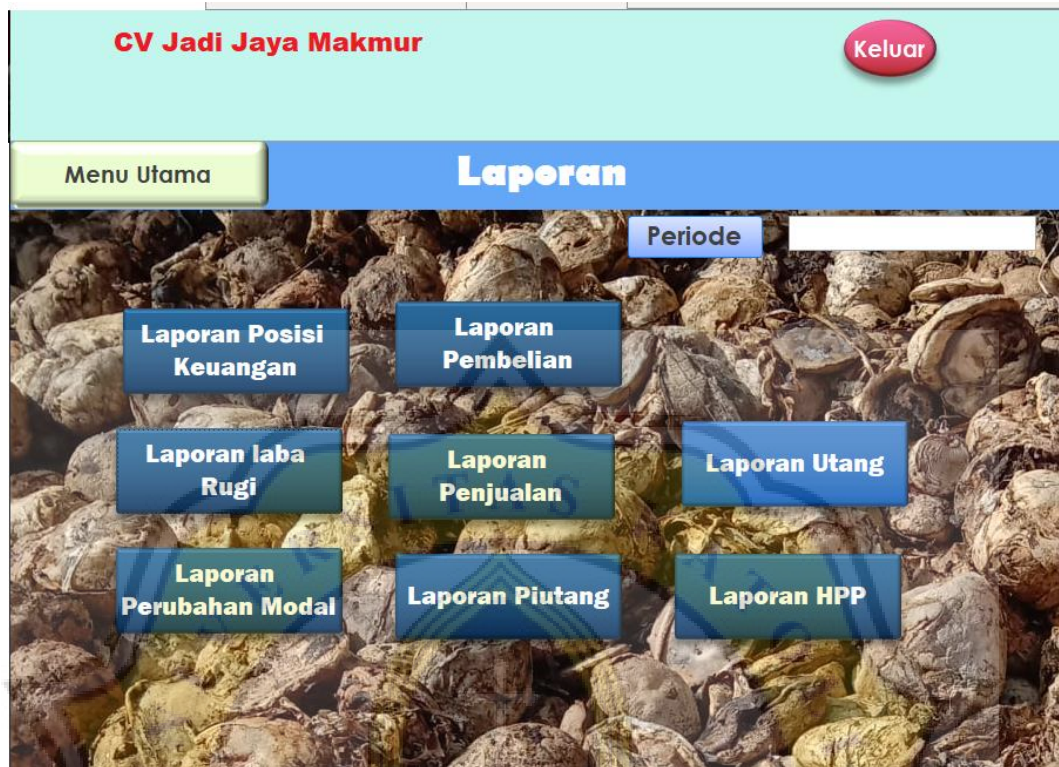 CV Jadi Jaya Makmur
Keluar
Menu Utama
Laporan
Periode
Laporan Posisi
Keuangan
Laporan
Pembelian
Laporan laba
Rugi
Laporan
Penjualan
Laporan Utang
Laporan
Perubahan Modal
Laporan Piutang
Laporan HPP